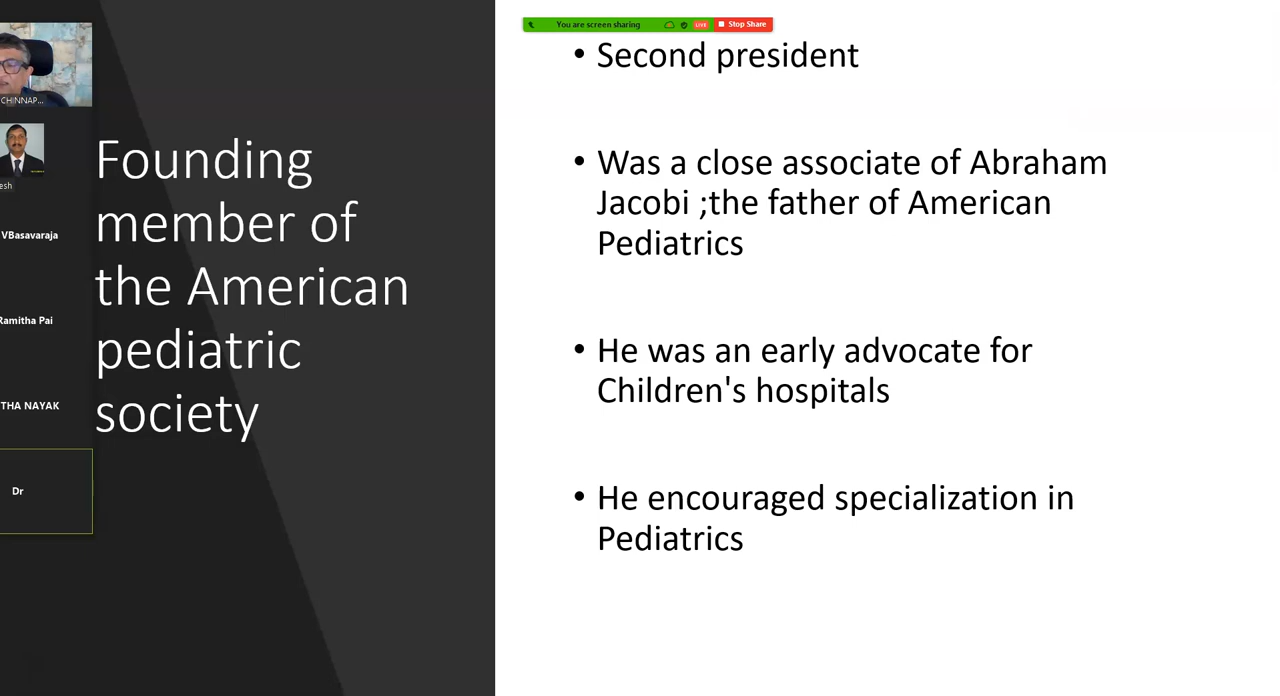 You are screen sharing LIVE Stop Share
CHINNAP...
esh
VBasavaraja
Ramitha Pai
THA NAYAK
Dr
Founding
member of
the American
pediatric
society
• Second president
• Was a close associate of Abraham
Jacobi ;the father of American
Pediatrics
• He was an early advocate for
Children's hospitals
• He encouraged specialization in
Pediatrics